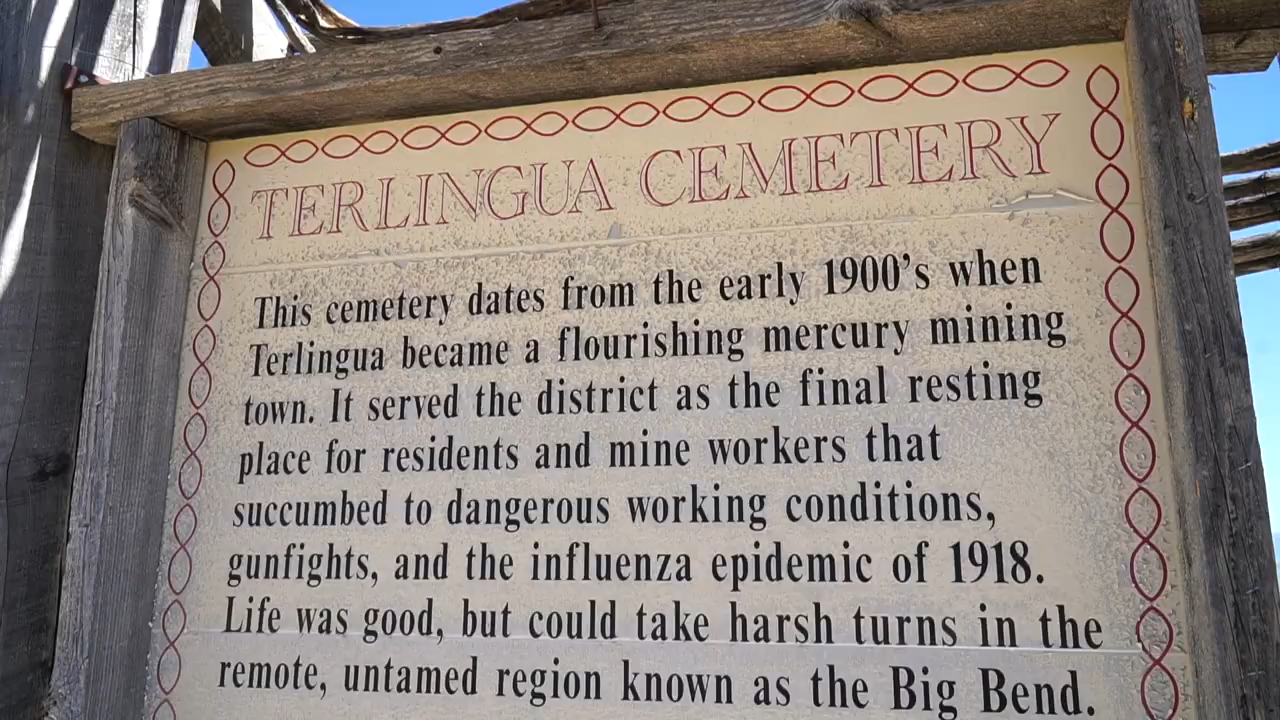 TERLINGUA CEMETERY
This cemetery dates from the early 1900's when
Terlingua became a flourishing mercury mining
town. It served the district as the final resting
place for residents and mine workers that
succumbed to dangerous working conditions,
gunfights, and the influenza epidemic of 1918.
Life was good, but could take harsh turns in the
remote, untamed region known as the Big Bend.